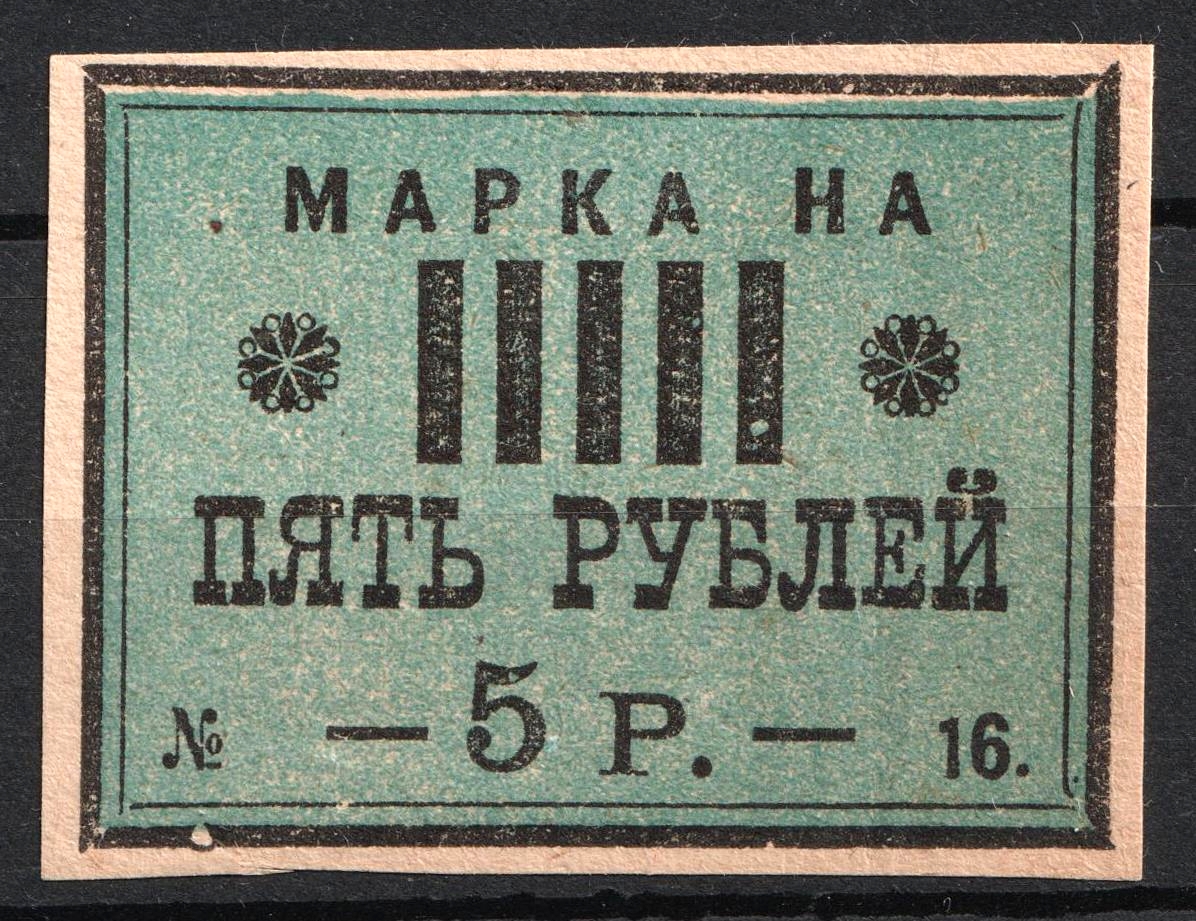 МАРКА НА
ПЯТЬ РУБЛЕЙ
№ — 5 Р. — 16.